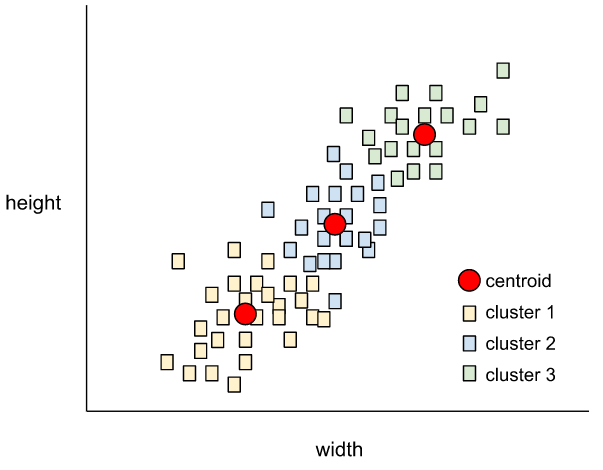 height
centroid
cluster 1
cluster 2
cluster 3
width